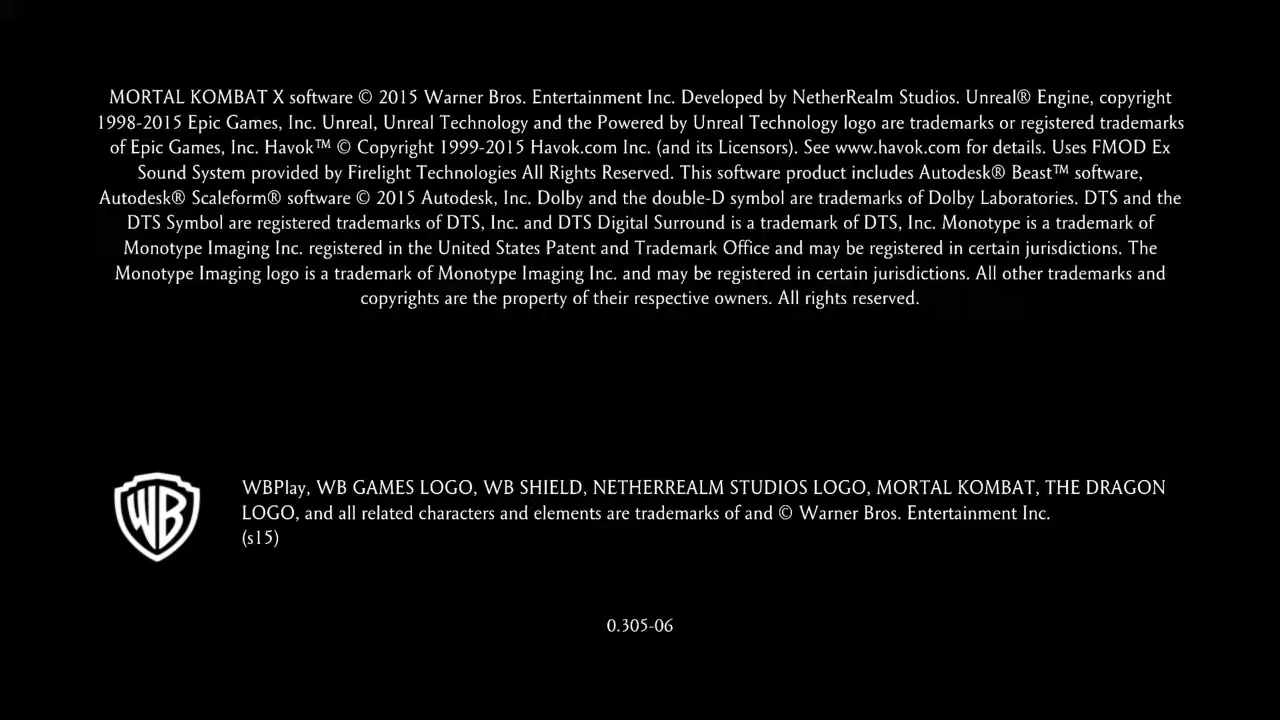 MORTAL KOMBAT X software © 2015 Warner Bros. Entertainment Inc. Developed by NetherRealm Studios. Unreal® Engine, copyright
1998-2015 Epic Games, Inc. Unreal, Unreal Technology and the Powered by Unreal Technology logo are trademarks or registered trademarks
of Epic Games, Inc. Havok™ © Copyright 1999-2015 Havok.com Inc. (and its Licensors). See www.havok.com for details. Uses FMOD Ex
Sound System provided by Firelight Technologies All Rights Reserved. This software product includes Autodesk® Beast™ software,
Autodesk® Scaleform® software © 2015 Autodesk, Inc. Dolby and the double-D symbol are trademarks of Dolby Laboratories. DTS and the
DTS Symbol are registered trademarks of DTS, Inc. and DTS Digital Surround is a trademark of DTS, Inc. Monotype is a trademark of
Monotype Imaging Inc. registered in the United States Patent and Trademark Office and may be registered in certain jurisdictions. The
Monotype Imaging logo is a trademark of Monotype Imaging Inc. and may be registered in certain jurisdictions. All other trademarks and
copyrights are the property of their respective owners. All rights reserved.
WB
WBPlay, WB GAMES LOGO, WB SHIELD, NETHERREALM STUDIOS LOGO, MORTAL KOMBAT, THE DRAGON
LOGO, and all related characters and elements are trademarks of and © Warner Bros. Entertainment Inc.
(s15)
0.305-06